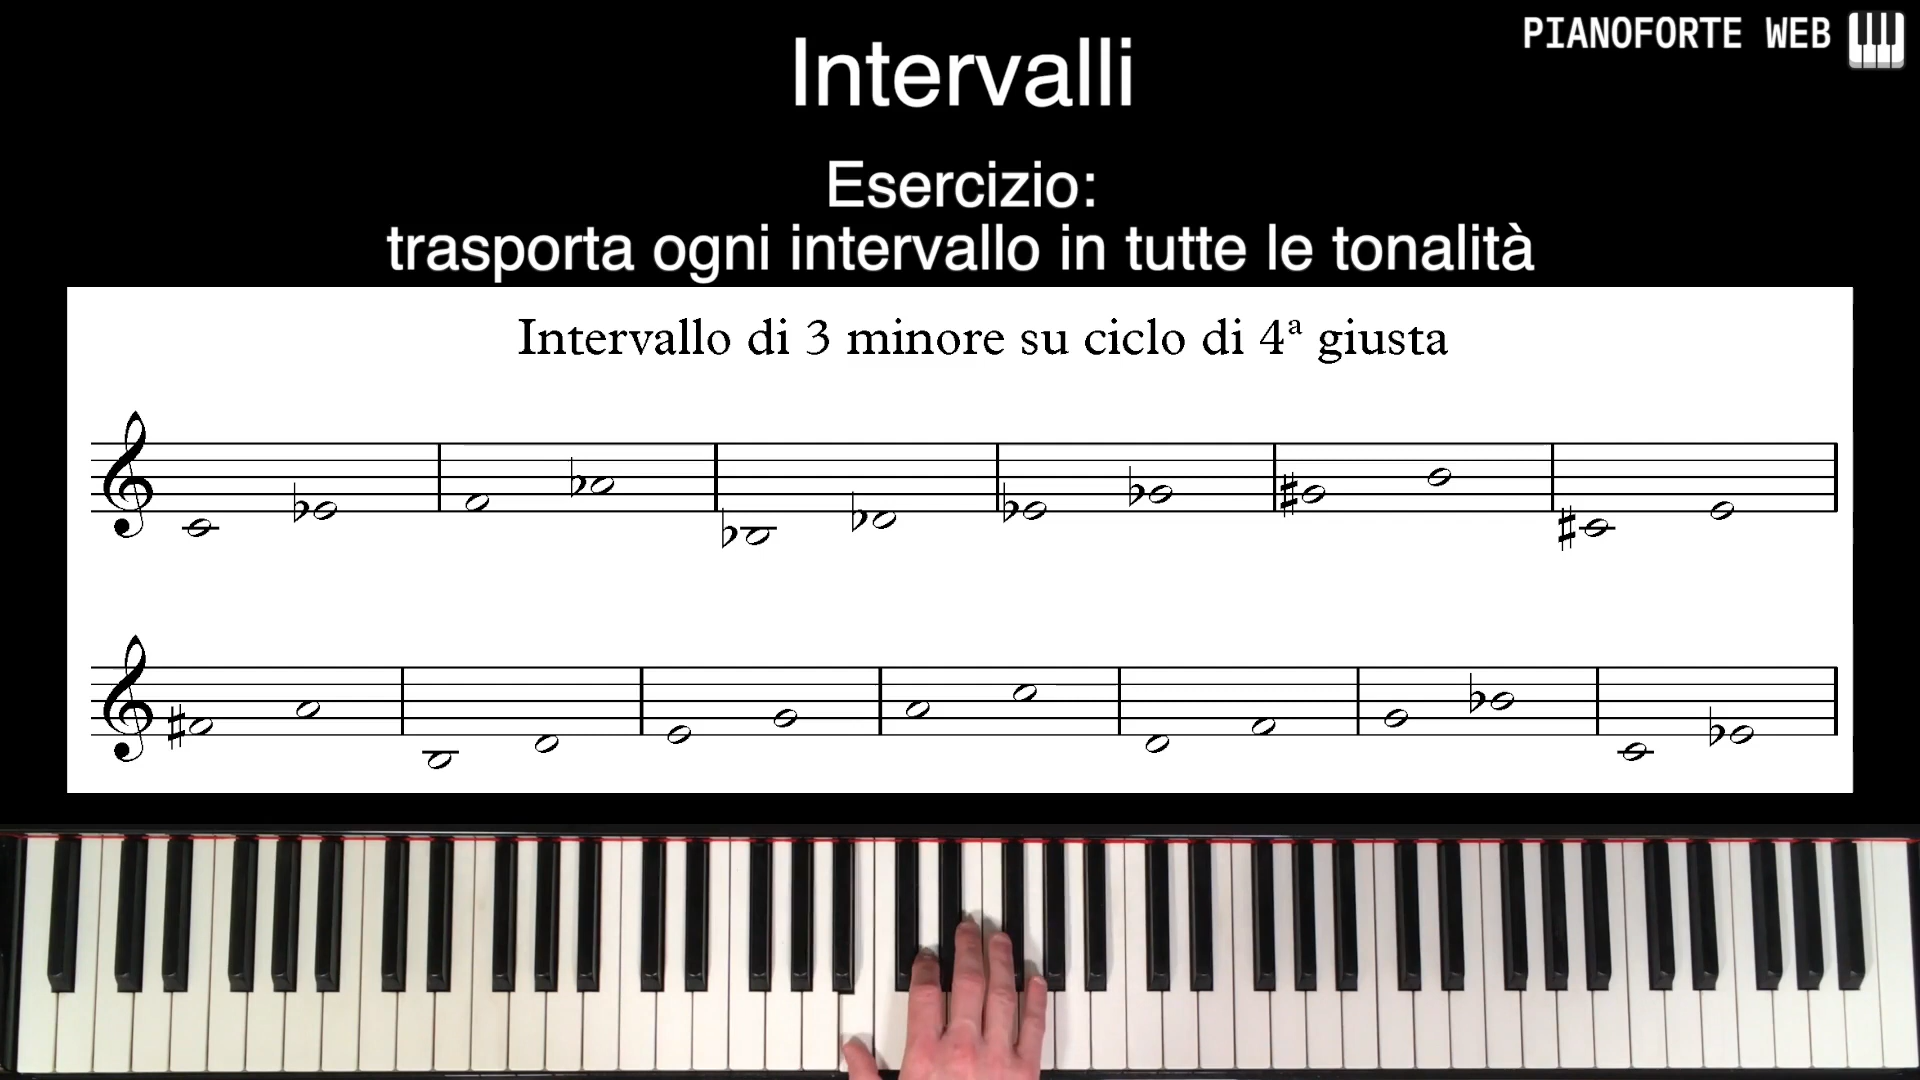 PIANOFORTE WEB
Intervalli
Esercizio:
trasporta ogni intervallo in tutte le tonalità
Intervallo di 3 minore su ciclo di 4ª giusta